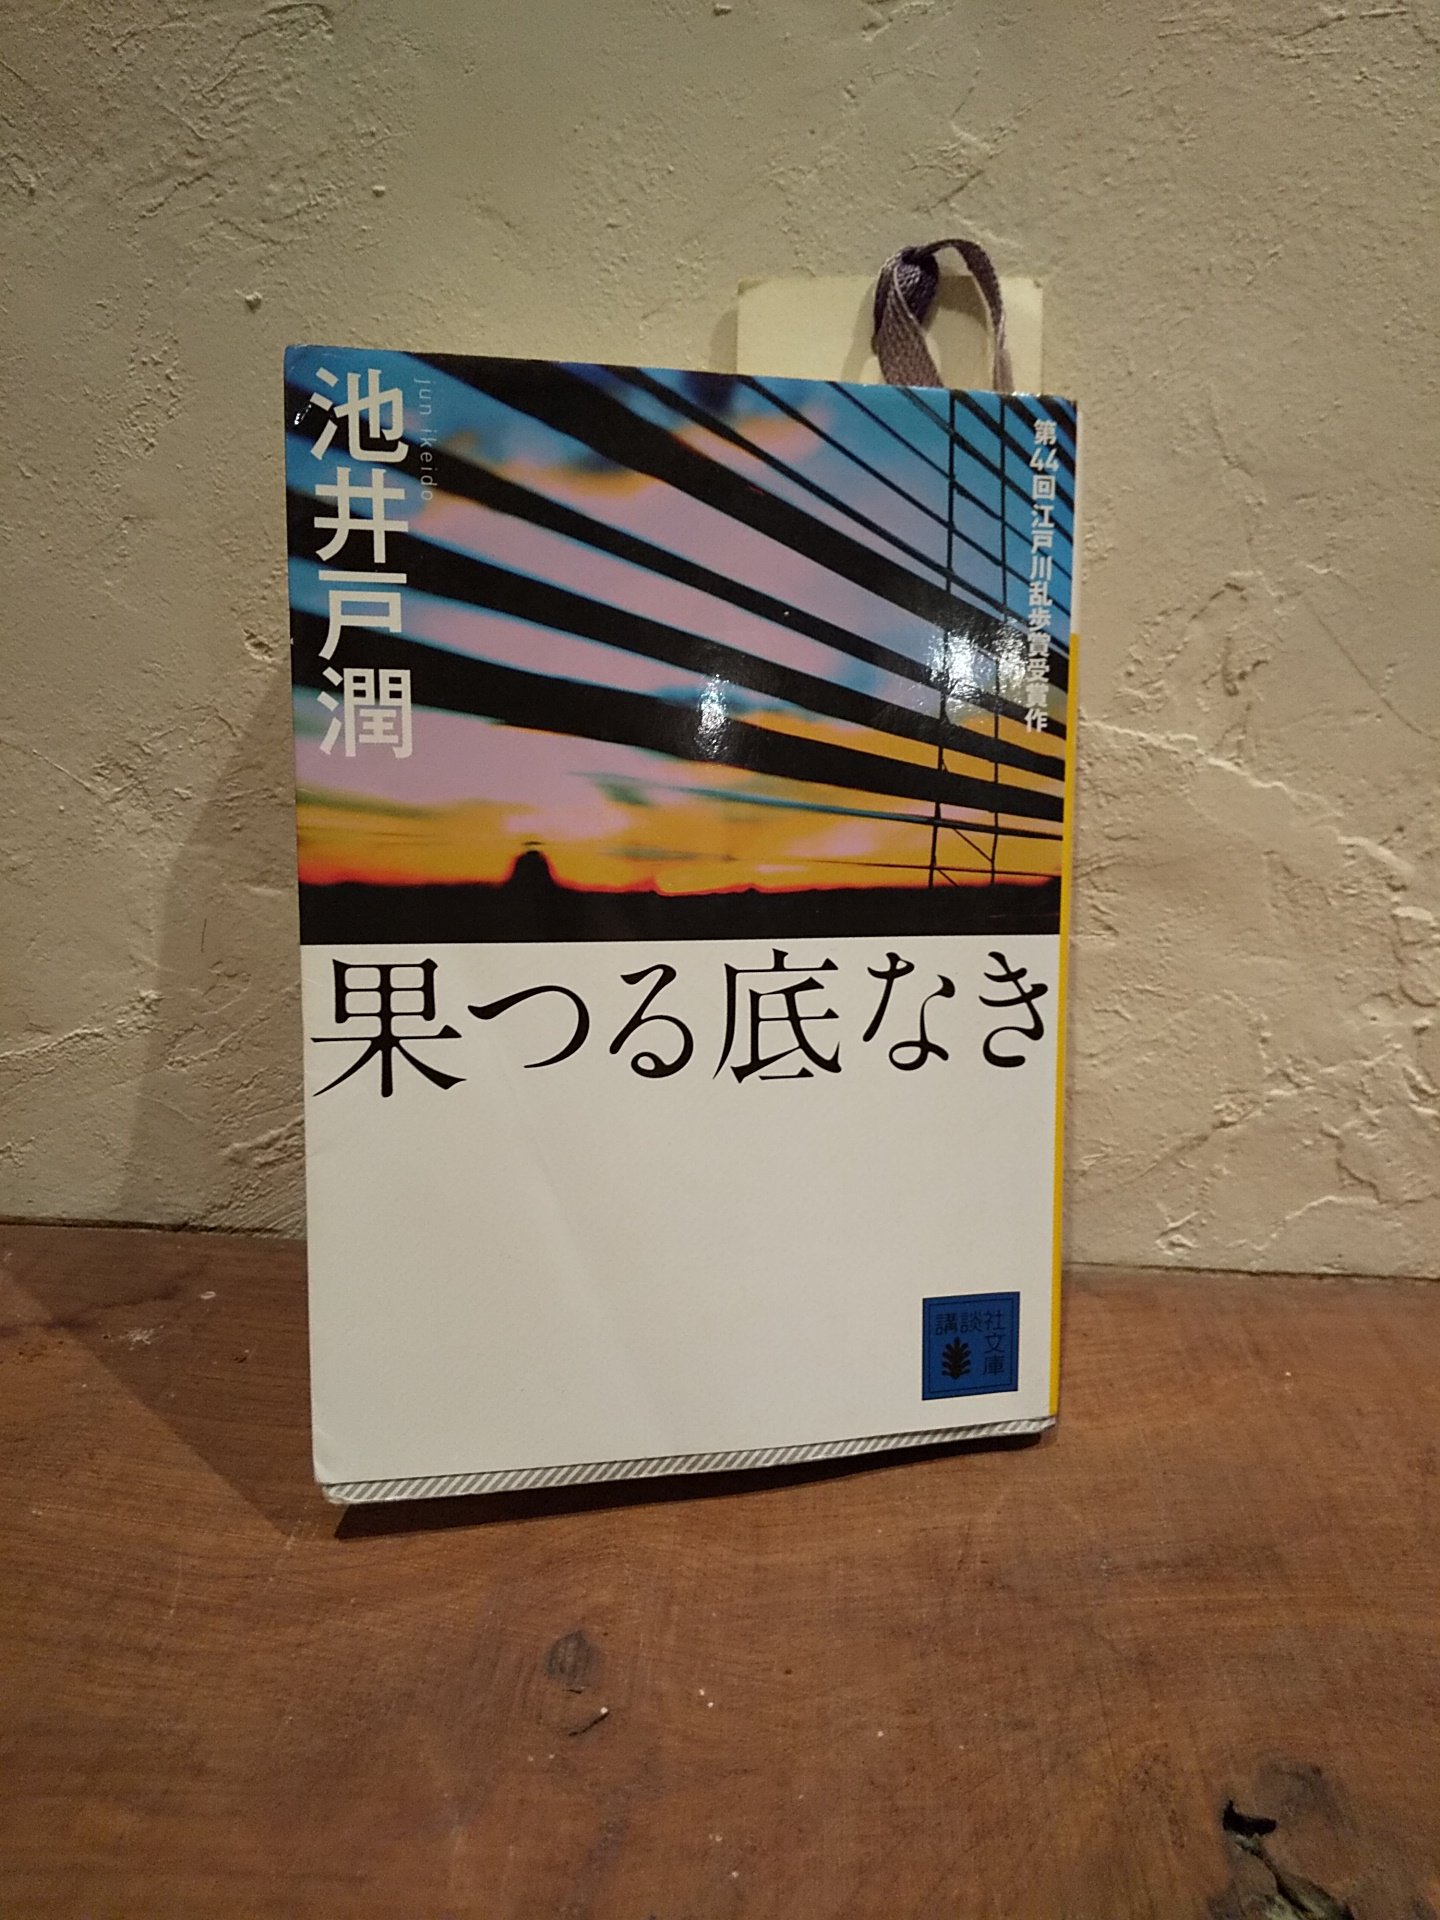 池井戸潤
jun ikeido
第44回江戸川乱歩賞受賞作
果つる底なき
講談社
文庫